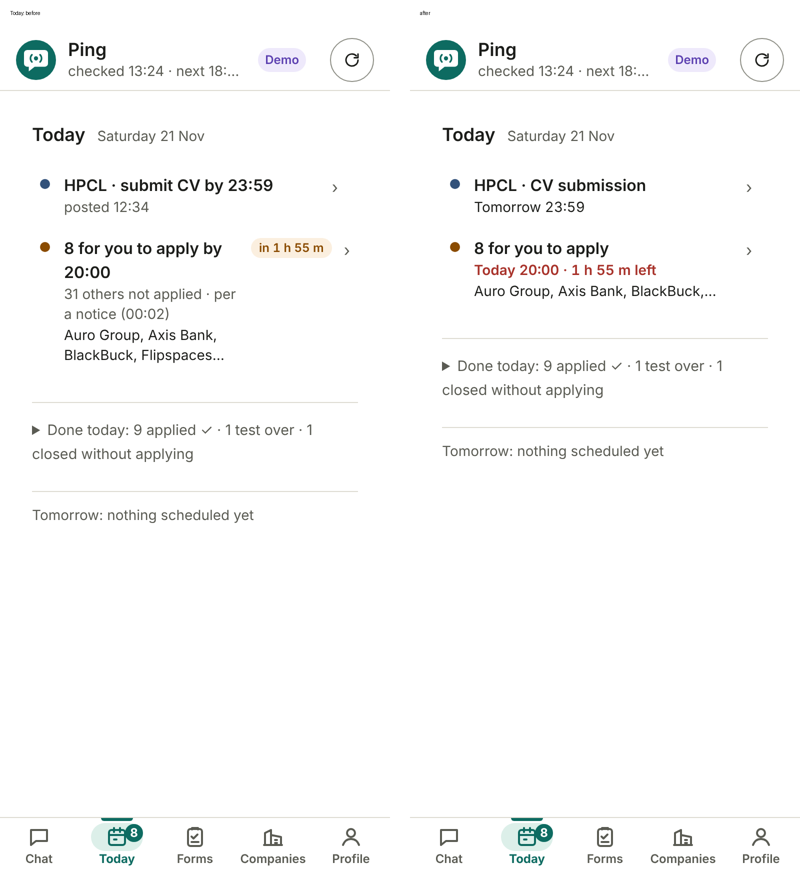 Today before
Ping
checked 13:24 · next 18:...
Demo
Today Saturday 21 Nov
HPCL · submit CV by 23:59 ›
posted 12:34
8 for you to apply by
20:00
in 1 h 55 m ›
31 others not applied · per
a notice (00:02)
Auro Group, Axis Bank,
BlackBuck, Flipspaces...
▶ Done today: 9 applied ✓ · 1 test over · 1
closed without applying
Tomorrow: nothing scheduled yet
8
Chat Today Forms Companies Profile
after
Ping
checked 13:24 · next 18:...
Demo
Today Saturday 21 Nov
HPCL · CV submission ›
Tomorrow 23:59
8 for you to apply ›
Today 20:00 · 1 h 55 m left
Auro Group, Axis Bank, BlackBuck,...
▶ Done today: 9 applied ✓ · 1 test over · 1
closed without applying
Tomorrow: nothing scheduled yet
8
Chat Today Forms Companies Profile